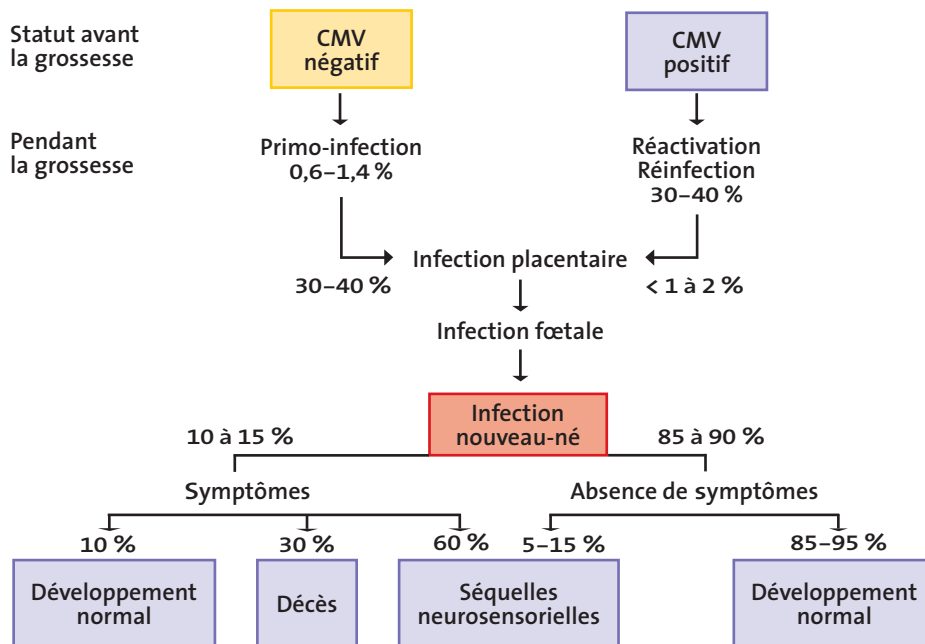 Statut avant
la grossesse
CMV
négatif
CMV
positif
Pendant
la grossesse
Primo-infection
0,6–1,4 %
Réactivation
Réinfection
30–40 %
Infection placentaire
30–40 %
< 1 à 2 %
Infection fœtale
Infection
nouveau-né
10 à 15 %
85 à 90 %
Symptômes
Absence de symptômes
10 %
30 %
60 %
5–15 %
85–95 %
Développement
normal
Décès
Séquelles
neurosensorielles
Développement
normal